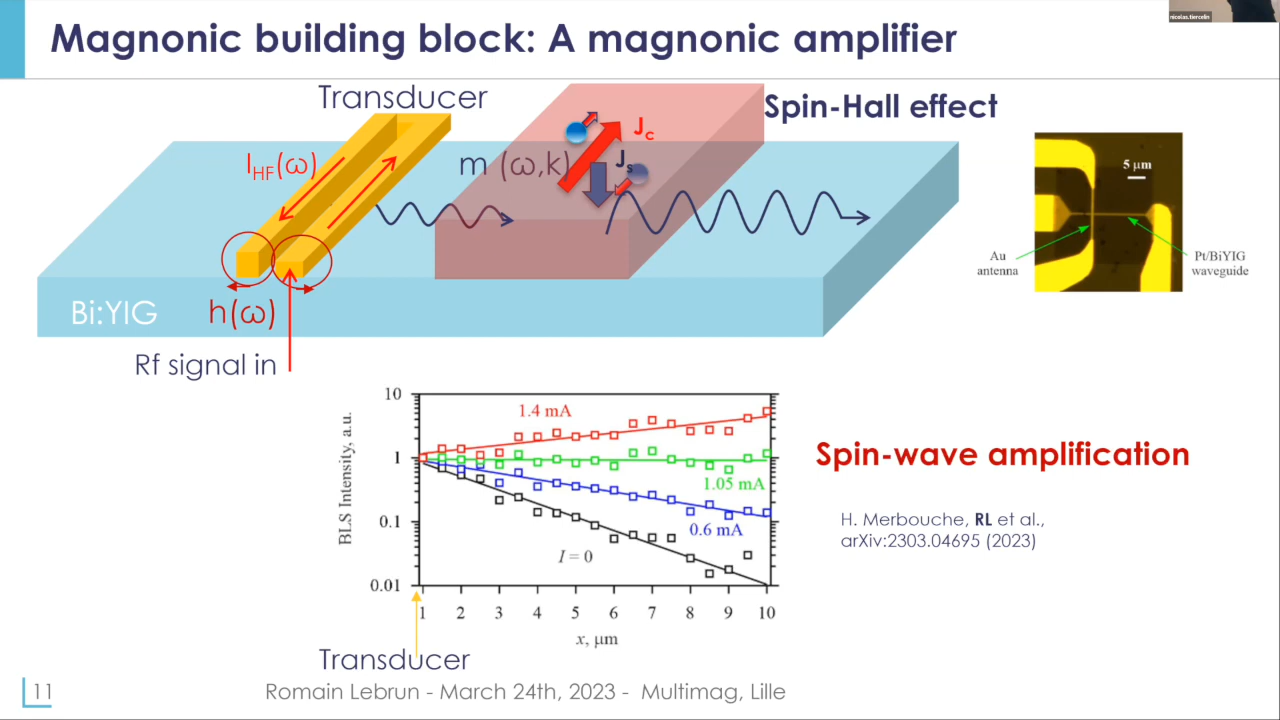 nicolas.tiercelin
Magnonic building block: A magnonic amplifier
Transducer
Spin-Hall effect
I_HF(ω)
m (ω,k)
J_c
J_s
5 μm
Au
antenna
Pt/BiYIG
waveguide
Bi:YIG
h(ω)
Rf signal in
BLS Intensity, a.u.
10
1
0.1
0.01
1.4 mA
1.05 mA
0.6 mA
I = 0
1 2 3 4 5 6 7 8 9 10
x, μm
Transducer
Spin-wave amplification
H. Merbouche, RL et al.,
arXiv:2303.04695 (2023)
11
Romain Lebrun - March 24th, 2023 - Multimag, Lille